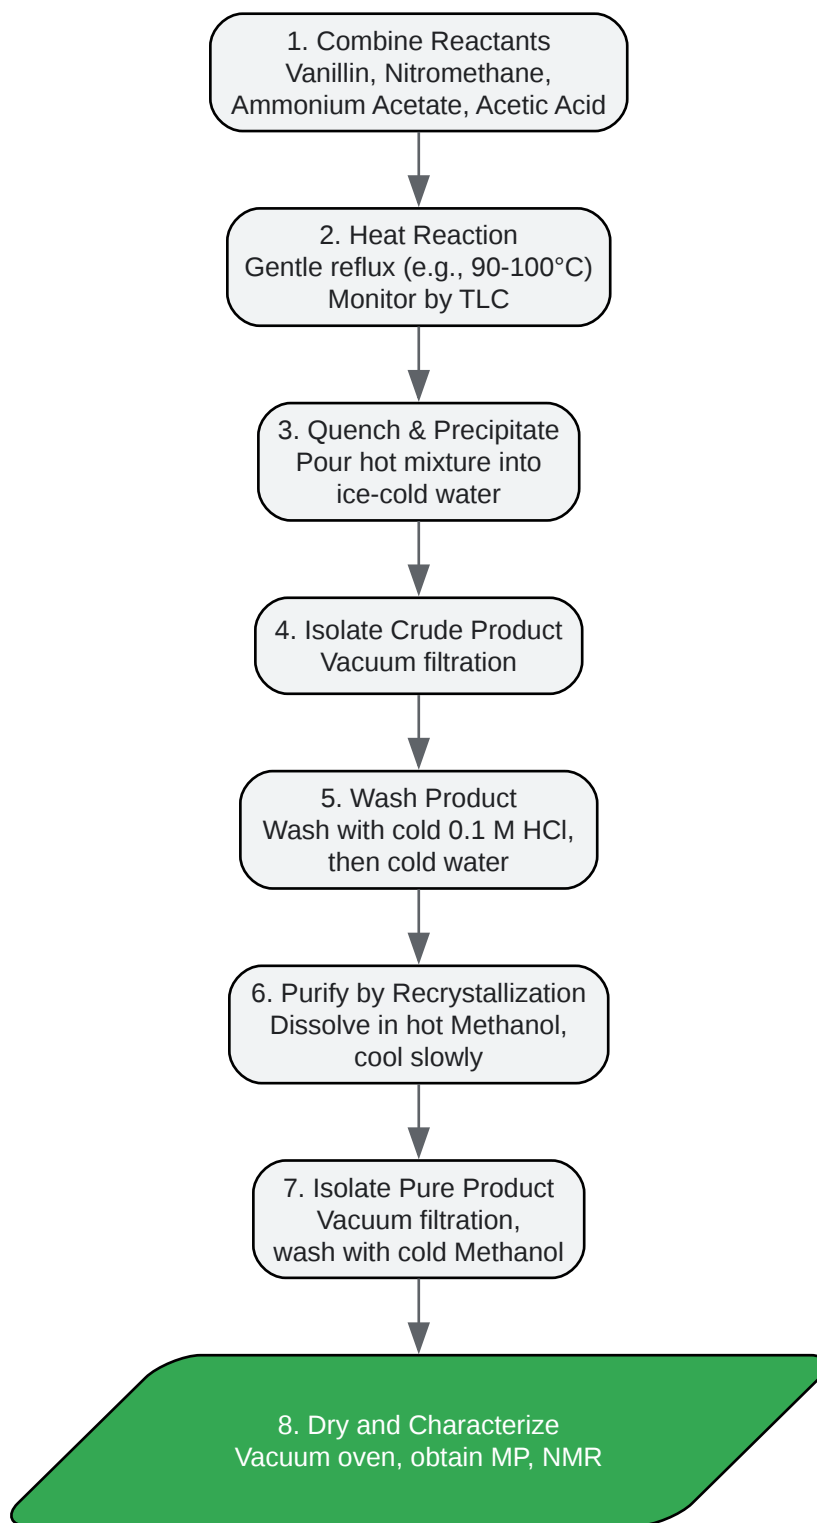 1. Combine Reactants
Vanillin, Nitromethane,
Ammonium Acetate, Acetic Acid
2. Heat Reaction
Gentle reflux (e.g., 90-100°C)
Monitor by TLC
3. Quench & Precipitate
Pour hot mixture into
ice-cold water
4. Isolate Crude Product
Vacuum filtration
5. Wash Product
Wash with cold 0.1 M HCl,
then cold water
6. Purify by Recrystallization
Dissolve in hot Methanol,
cool slowly
7. Isolate Pure Product
Vacuum filtration,
wash with cold Methanol
8. Dry and Characterize
Vacuum oven, obtain MP, NMR